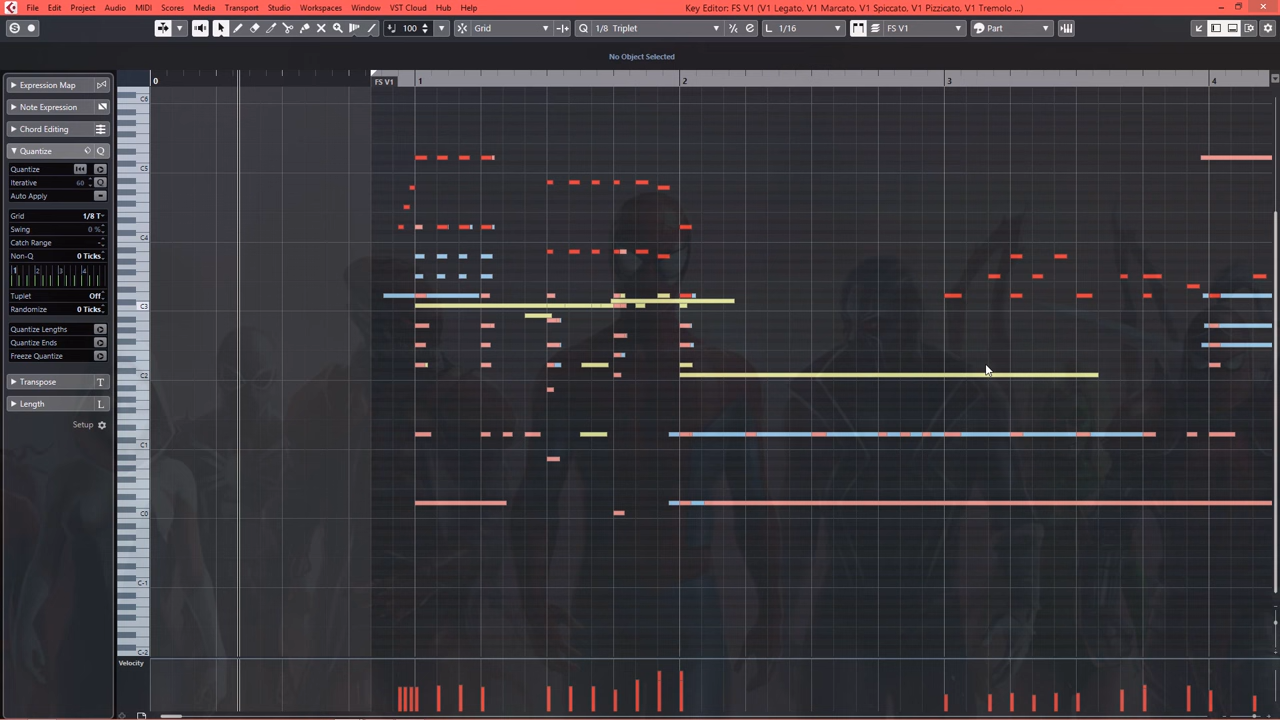 File Edit Project Audio MIDI Scores Media Transport Studio Workspaces Window VST Cloud Hub Help Key Editor: FS V1 (V1 Legato, V1 Marcato, V1 Spiccato, V1 Pizzicato, V1 Tremolo ...)
100 Grid Q 1/8 Triplet L 1/16 FS V1 Part
No Object Selected
0 FS V1 1 2 3 4
Expression Map
Note Expression
Chord Editing
Quantize Q
Quantize
Iterative 60
Auto Apply
Grid 1/8 T
Swing 0 %
Catch Range -
Non-Q 0 Ticks
1 2 3 4
Tuplet Off
Randomize 0 Ticks
Quantize Lengths
Quantize Ends
Freeze Quantize
Transpose T
Length L
Setup
C6
C5
C4
C3
C2
C1
C0
C-1
C-2
Velocity